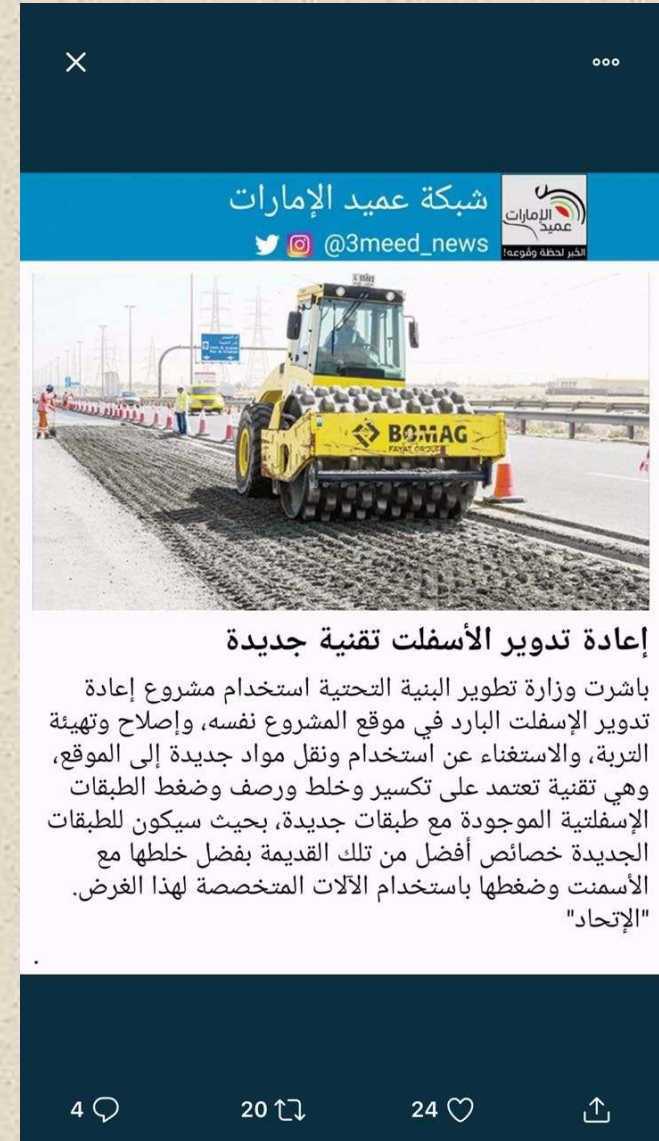 شبكة عميد الإمارات
@3meed_news
الإمارات
عميد
الخبر لحظة وقوعه!
BOMAG
FAYAT GROUP
إعادة تدوير الأسفلت تقنية جديدة
باشرت وزارة تطوير البنية التحتية استخدام مشروع إعادة
تدوير الإسفلت البارد في موقع المشروع نفسه، وإصلاح وتهيئة
التربة، والاستغناء عن استخدام ونقل مواد جديدة إلى الموقع،
وهي تقنية تعتمد على تكسير وخلط ورصف وضغط الطبقات
الإسفلتية الموجودة مع طبقات جديدة، بحيث سيكون للطبقات
الجديدة خصائص أفضل من تلك القديمة بفضل خلطها مع
الأسمنت وضغطها باستخدام الآلات المتخصصة لهذا الغرض.
"الإتحاد"
.
4
20
24